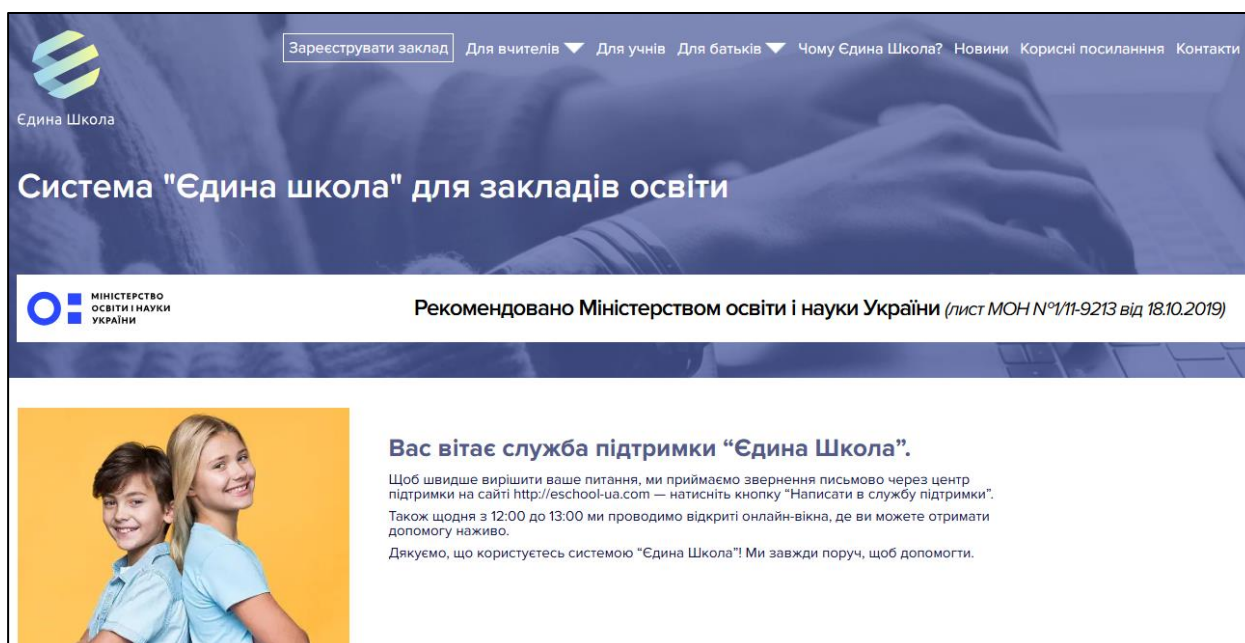 Зареєструвати заклад Для вчителів Для учнів Для батьків Чому Єдина Школа? Новини Корисні посиланння Контакти
Єдина Школа
Система "Єдина школа" для закладів освіти
МІНІСТЕРСТВО
ОСВІТИ І НАУКИ
УКРАЇНИ
Рекомендовано Міністерством освіти і науки України (лист МОН №1/11-9213 від 18.10.2019)
Вас вітає служба підтримки “Єдина Школа”.
Щоб швидше вирішити ваше питання, ми приймаємо звернення письмово через центр
підтримки на сайті http://eschool-ua.com — натисніть кнопку “Написати в службу підтримки”.
Також щодня з 12:00 до 13:00 ми проводимо відкриті онлайн-вікна, де ви можете отримати
допомогу наживо.
Дякуємо, що користуєтесь системою “Єдина Школа”! Ми завжди поруч, щоб допомогти.